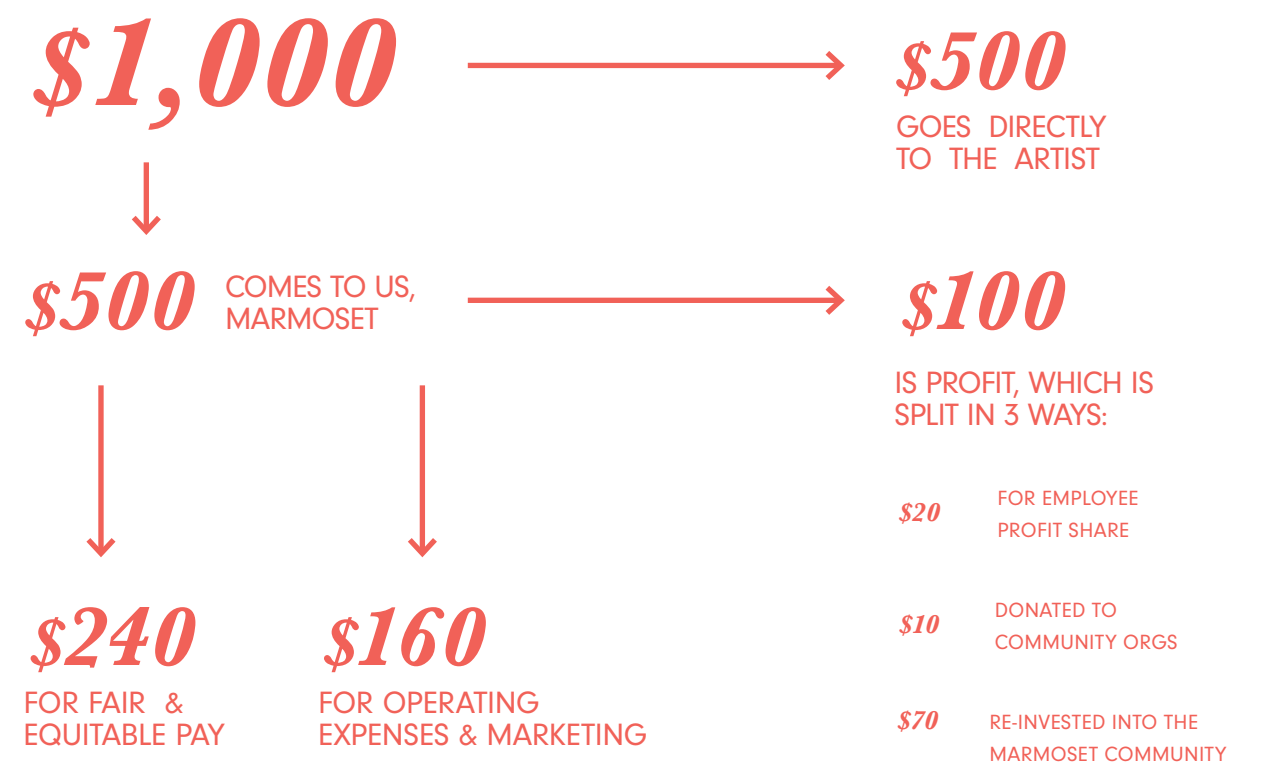 $1,000
$500
GOES DIRECTLY
TO THE ARTIST
$500
COMES TO US,
MARMOSET
$100
IS PROFIT, WHICH IS
SPLIT IN 3 WAYS:
$20
FOR EMPLOYEE
PROFIT SHARE
$10
DONATED TO
COMMUNITY ORGS
$70
RE-INVESTED INTO THE
MARMOSET COMMUNITY
$240
FOR FAIR &
EQUITABLE PAY
$160
FOR OPERATING
EXPENSES & MARKETING